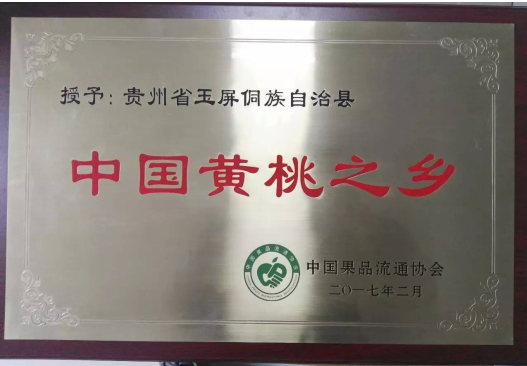 授予：贵州省玉屏侗族自治县
中国黄桃之乡
中国果品流通协会
二〇一七年二月